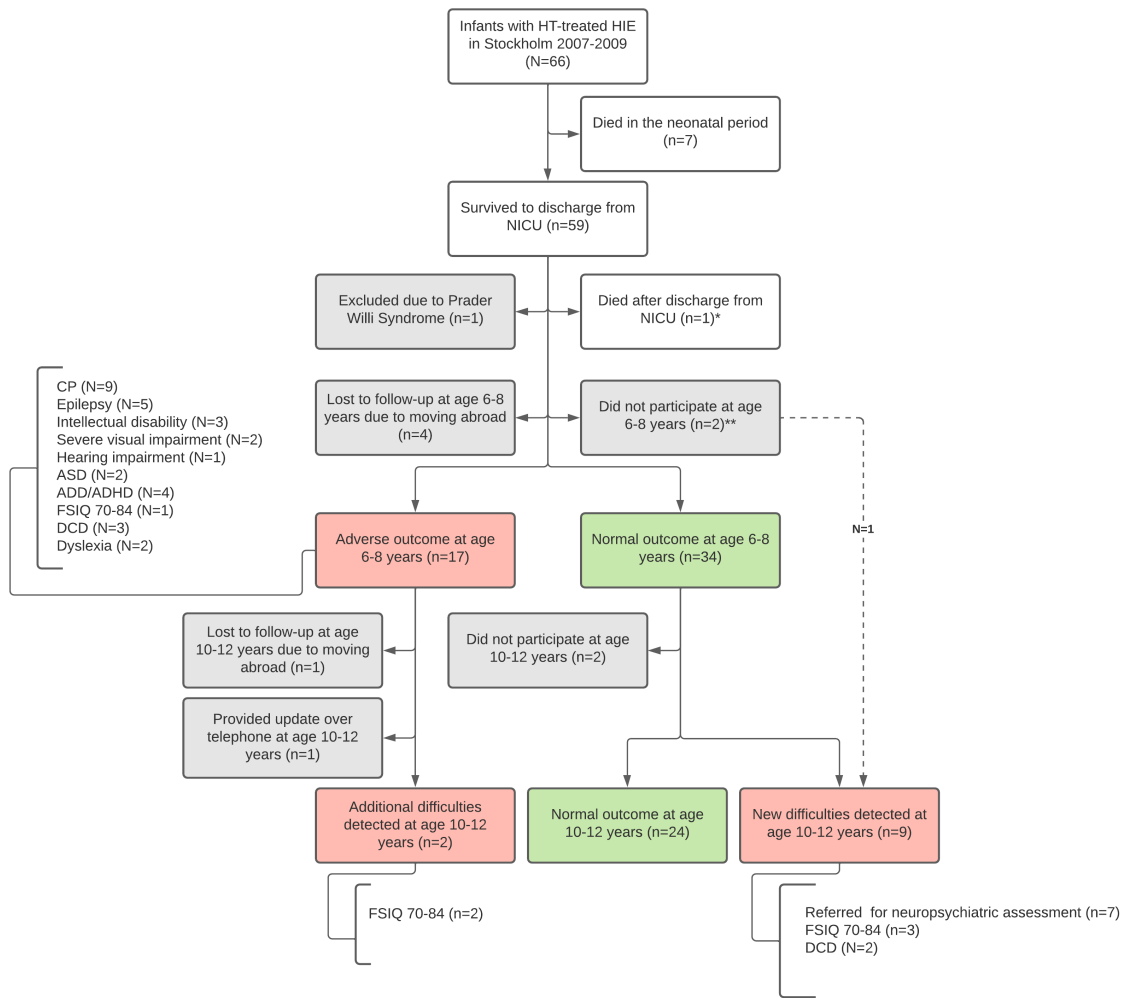 Infants with HT-treated HIE
in Stockholm 2007-2009
(N=66)
Died in the neonatal period
(n=7)
Survived to discharge from
NICU (n=59)
Excluded due to Prader
Willi Syndrome (n=1)
Died after discharge from
NICU (n=1)*
Lost to follow-up at age 6-8
years due to moving abroad
(n=4)
Did not participate at age
6-8 years (n=2)**
CP (N=9)
Epilepsy (N=5)
Intellectual disability (N=3)
Severe visual impairment (N=2)
Hearing impairment (N=1)
ASD (N=2)
ADD/ADHD (N=4)
FSIQ 70-84 (N=1)
DCD (N=3)
Dyslexia (N=2)
Adverse outcome at age
6-8 years (n=17)
Normal outcome at age 6-8
years (n=34)
N=1
Lost to follow-up at age
10-12 years due to moving
abroad (n=1)
Did not participate at age
10-12 years (n=2)
Provided update over
telephone at age 10-12
years (n=1)
Additional difficulties
detected at age 10-12
years (n=2)
Normal outcome at age
10-12 years (n=24)
New difficulties detected at
age 10-12 years (n=9)
FSIQ 70-84 (n=2)
Referred  for neuropsychiatric assessment (n=7)
FSIQ 70-84 (n=3)
DCD (N=2)